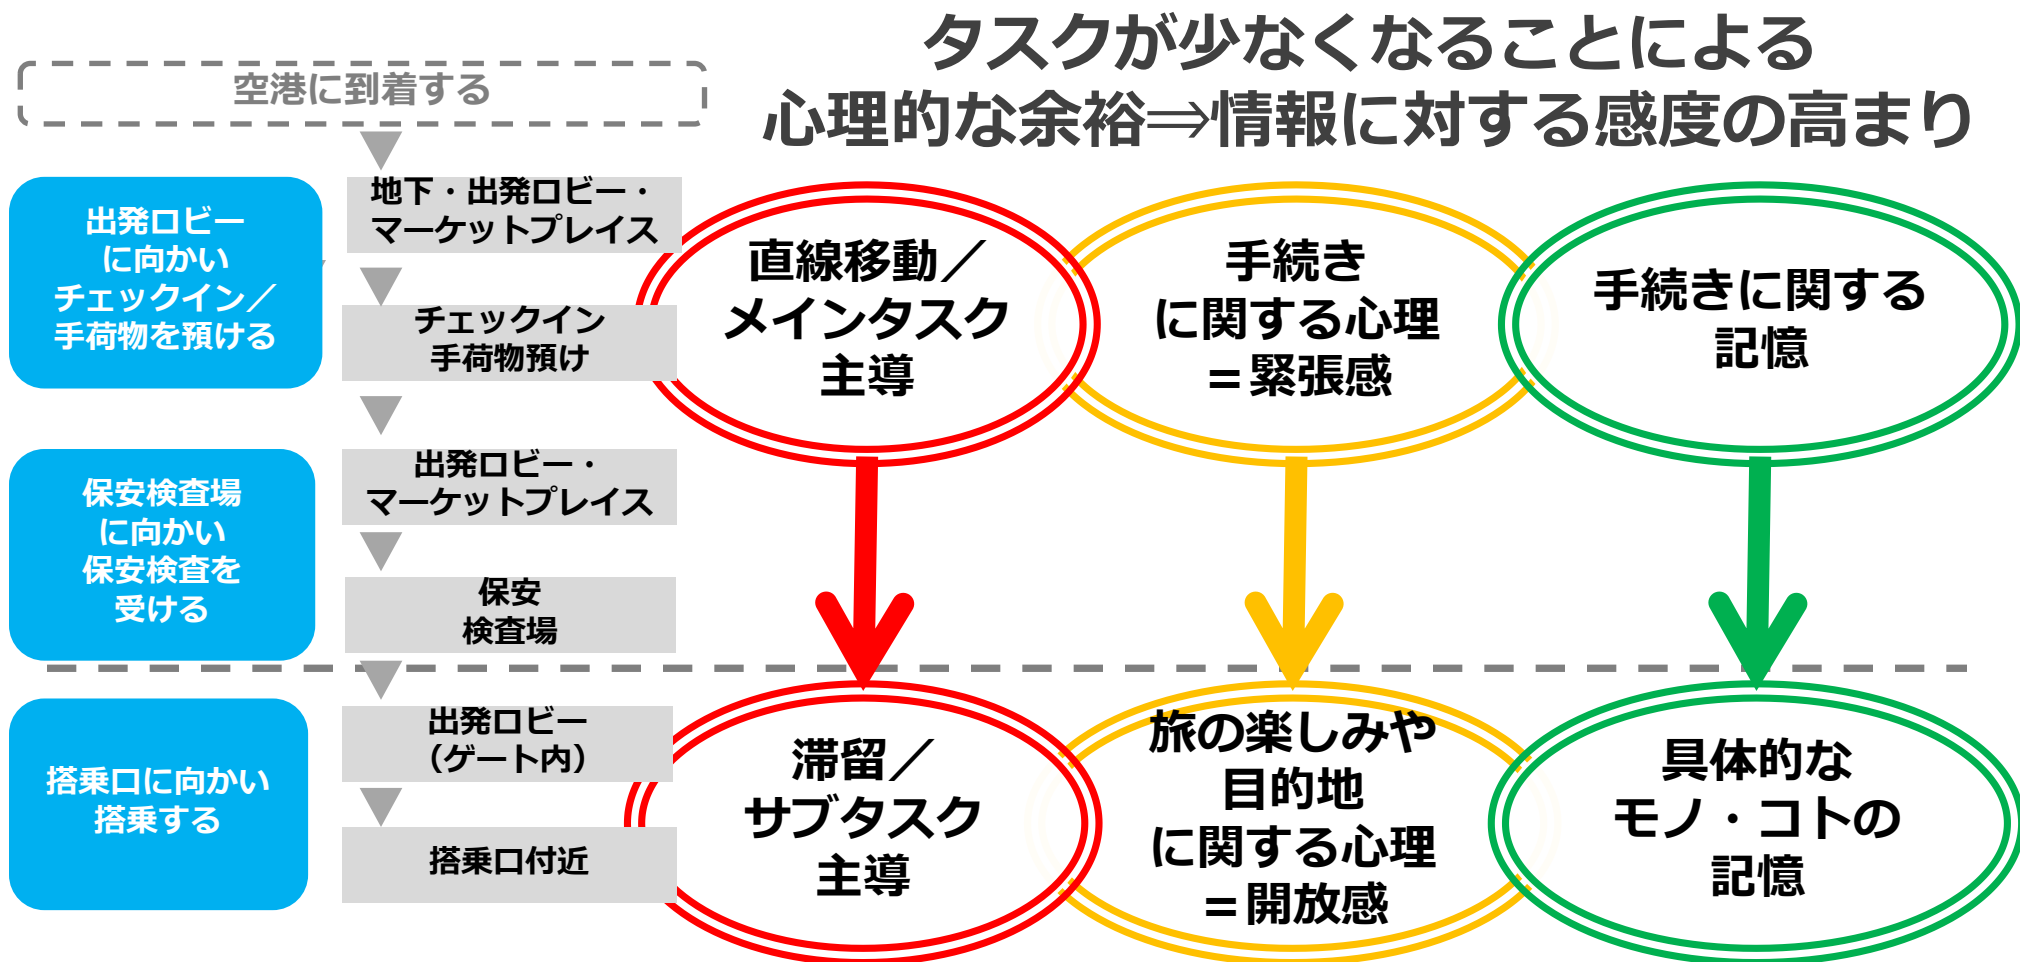 タスクが少なくなることによる
心理的な余裕⇒情報に対する感度の高まり
空港に到着する
出発ロビー
に向かい
チェックイン／
手荷物を預ける
地下・出発ロビー・
マーケットプレイス
チェックイン
手荷物預け
直線移動／
メインタスク
主導
手続き
に関する心理
＝緊張感
手続きに関する
記憶
保安検査場
に向かい
保安検査を
受ける
出発ロビー・
マーケットプレイス
保安
検査場
搭乗口に向かい
搭乗する
出発ロビー
（ゲート内）
搭乗口付近
滞留／
サブタスク
主導
旅の楽しみや
目的地
に関する心理
＝開放感
具体的な
モノ・コトの
記憶